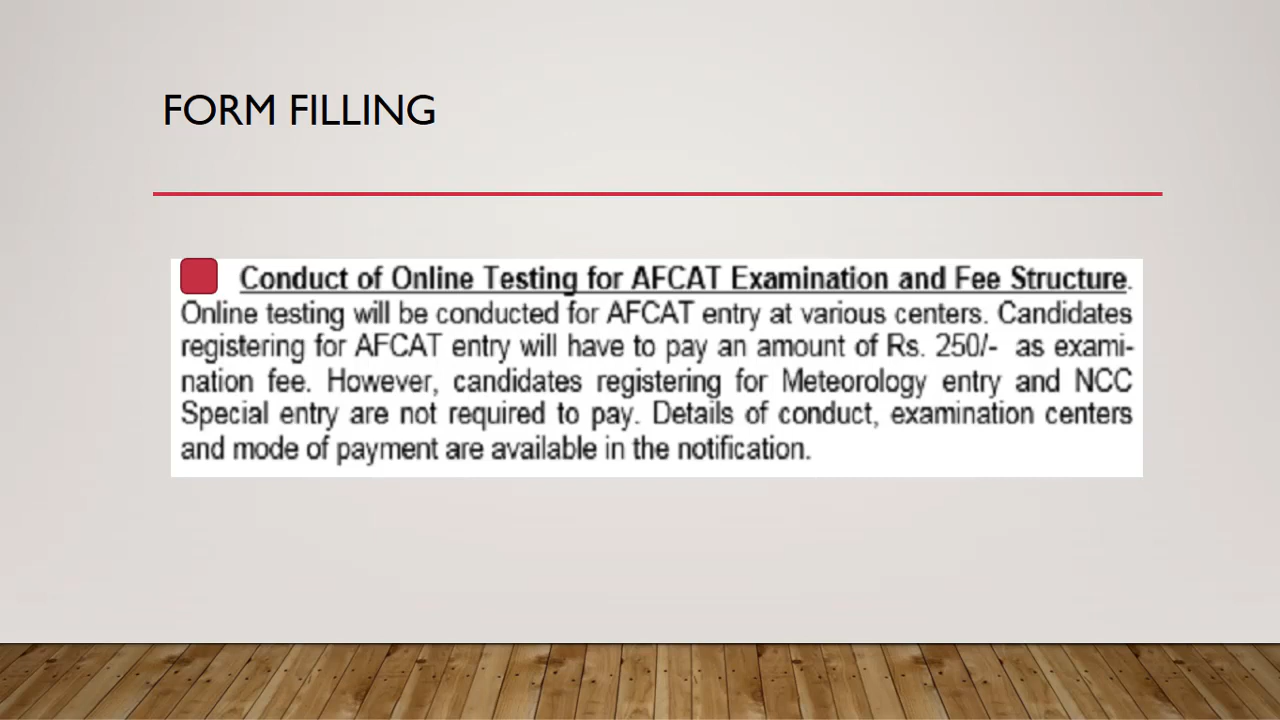 FORM FILLING
Conduct of Online Testing for AFCAT Examination and Fee Structure.
Online testing will be conducted for AFCAT entry at various centers. Candidates
registering for AFCAT entry will have to pay an amount of Rs. 250/- as exami-
nation fee. However, candidates registering for Meteorology entry and NCC
Special entry are not required to pay. Details of conduct, examination centers
and mode of payment are available in the notification.